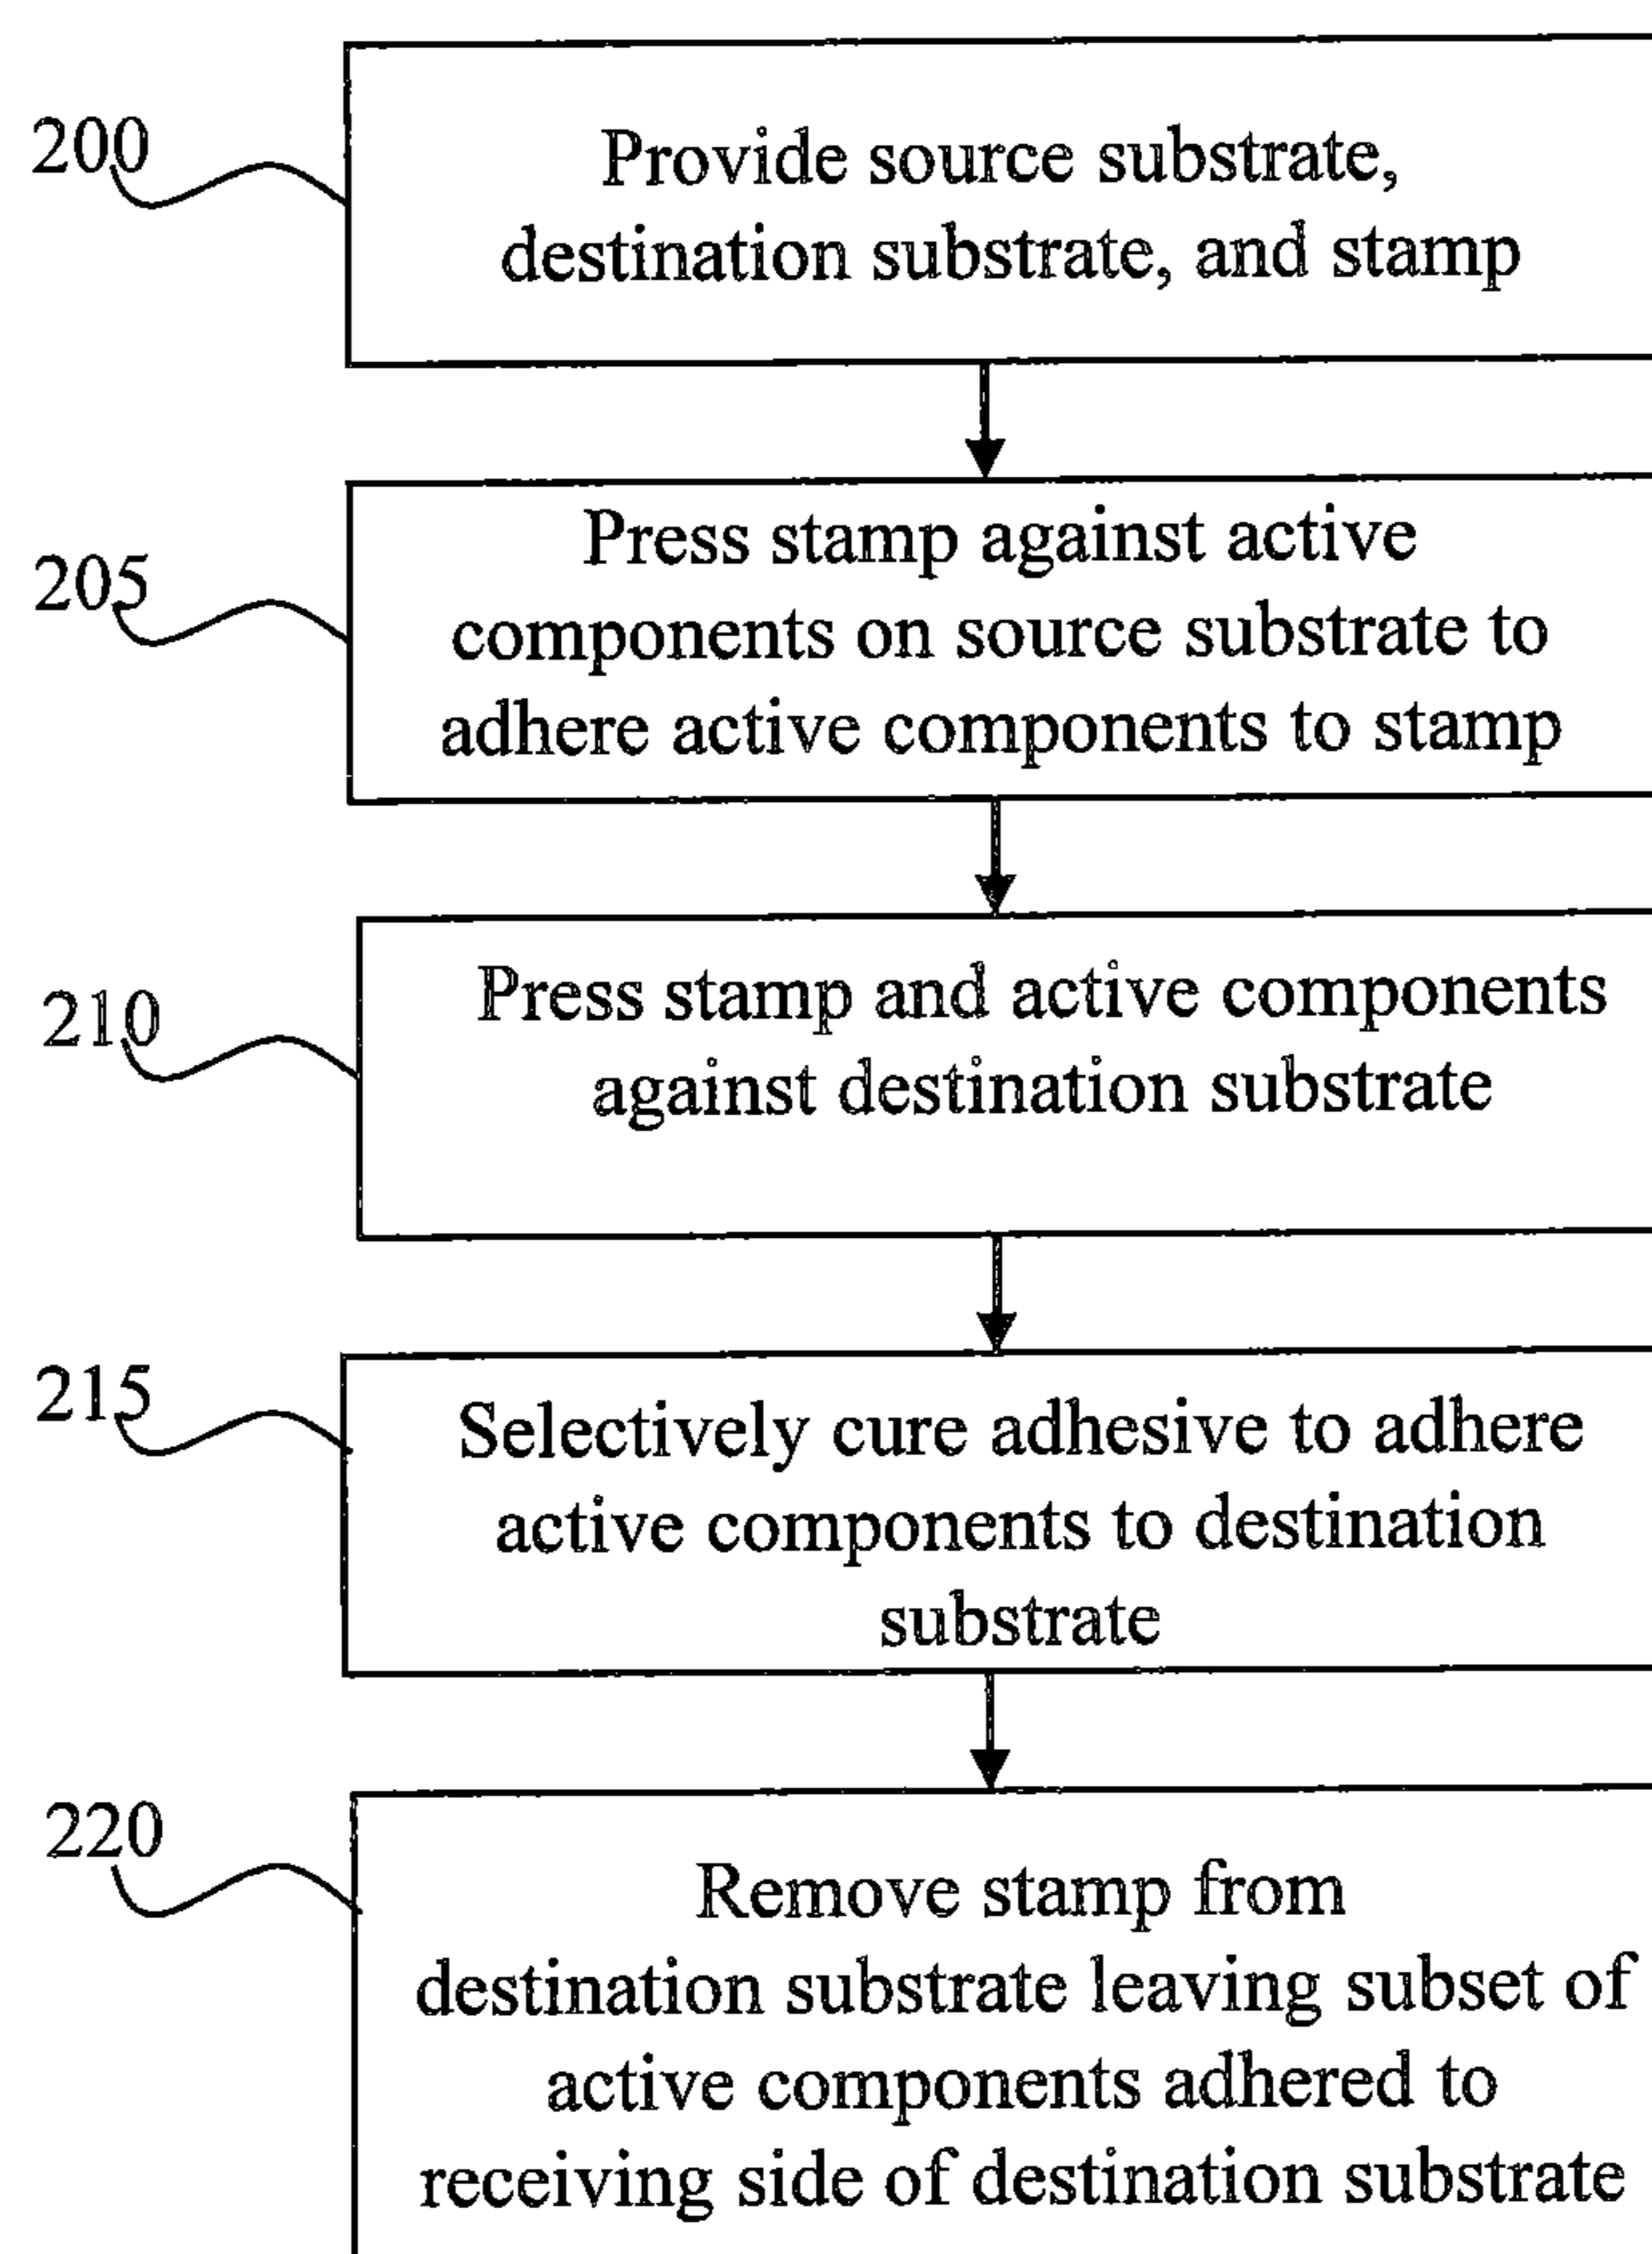 200
Provide source substrate,
destination substrate, and stamp
205
Press stamp against active
components on source substrate to
adhere active components to stamp
210
Press stamp and active components
against destination substrate
215
Selectively cure adhesive to adhere
active components to destination
substrate
220
Remove stamp from
destination substrate leaving subset of
active components adhered to
receiving side of destination substrate